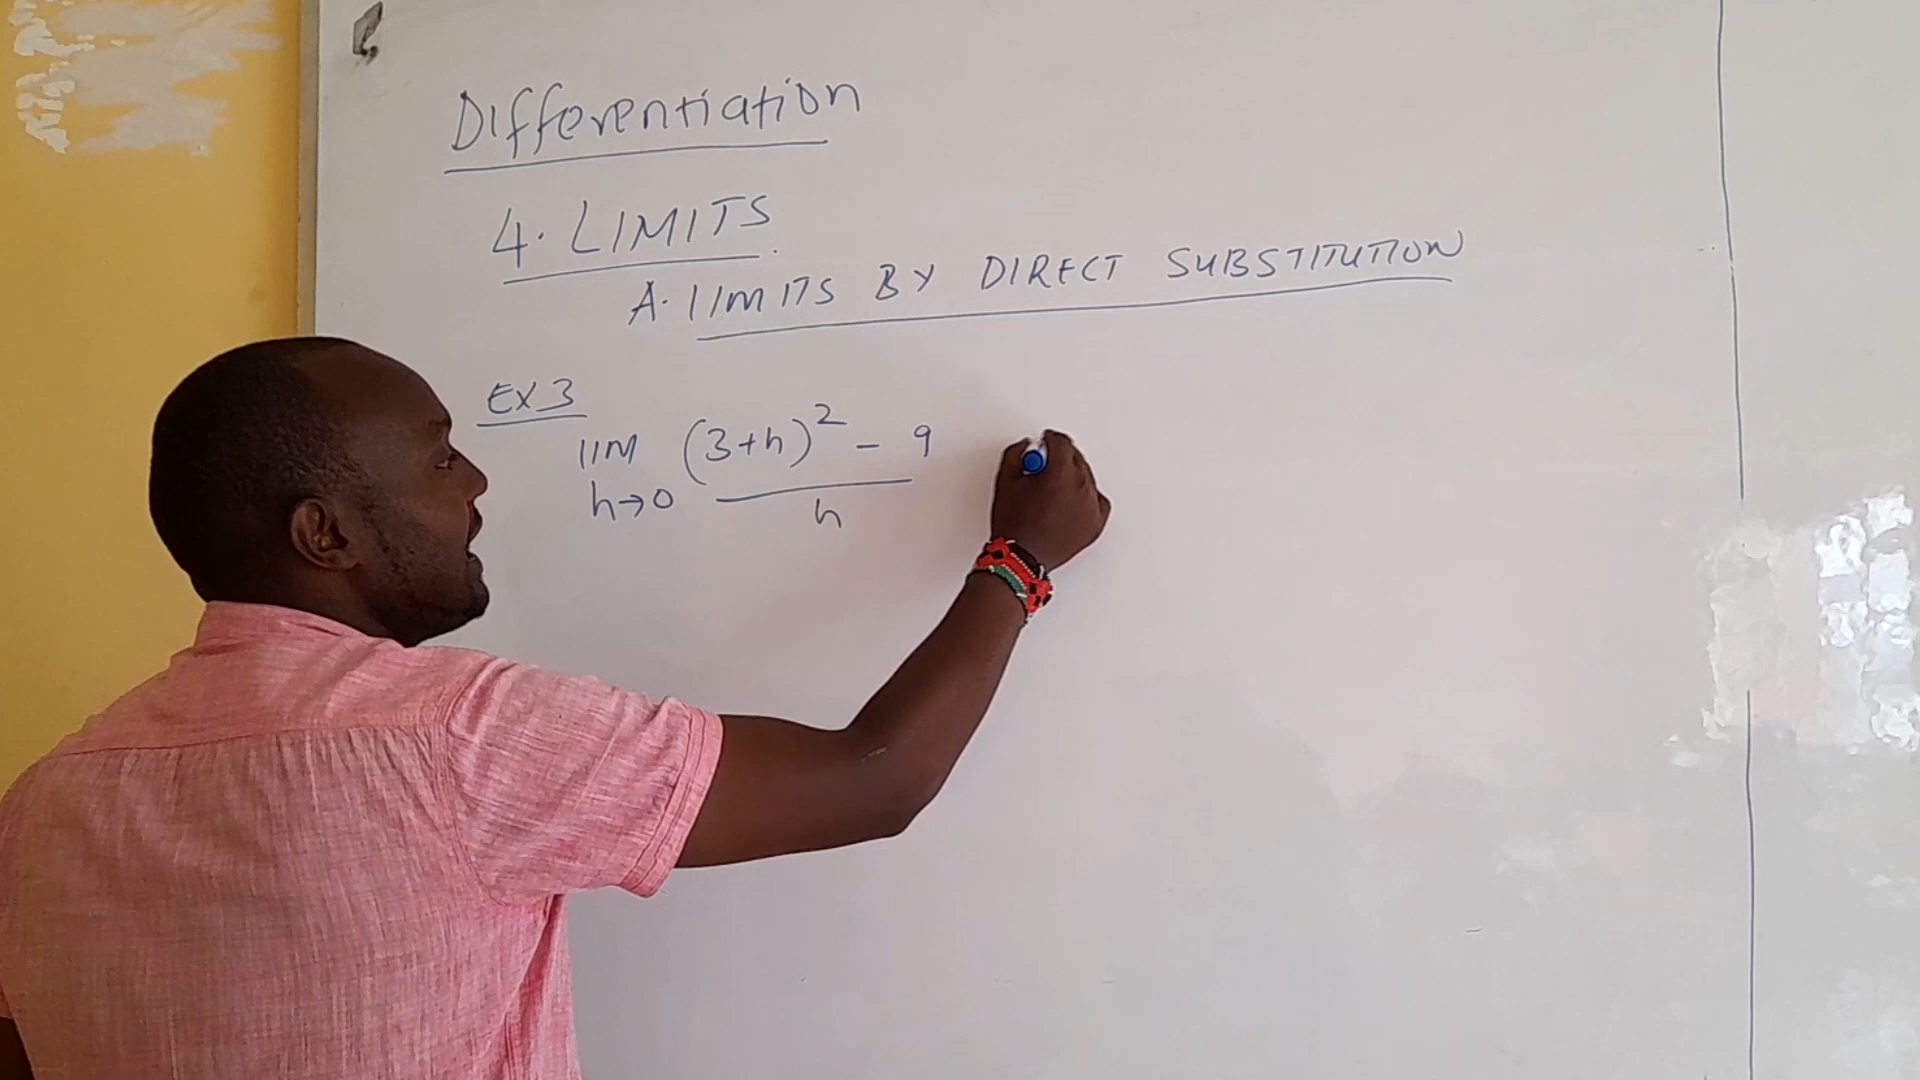 Differentiation
4. LIMITS
A. LIMITS BY DIRECT SUBSTITUTION
EX 3
lim h→0 ((3+h)² - 9)/h